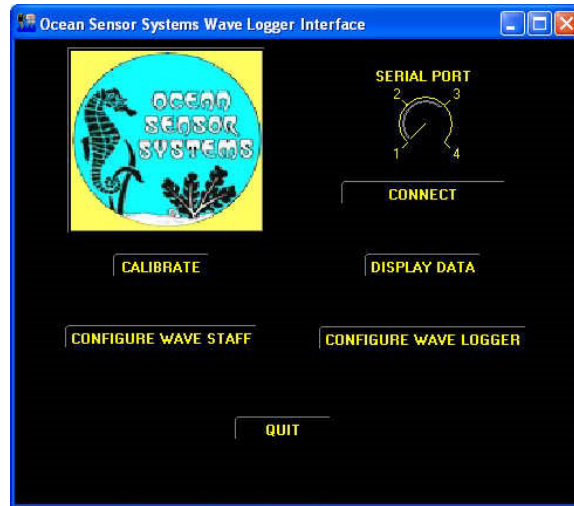 Ocean Sensor Systems Wave Logger Interface
OCEAN
SENSOR
SYSTEMS
SERIAL PORT
2 3
1 4
CONNECT
CALIBRATE
DISPLAY DATA
CONFIGURE WAVE STAFF
CONFIGURE WAVE LOGGER
QUIT